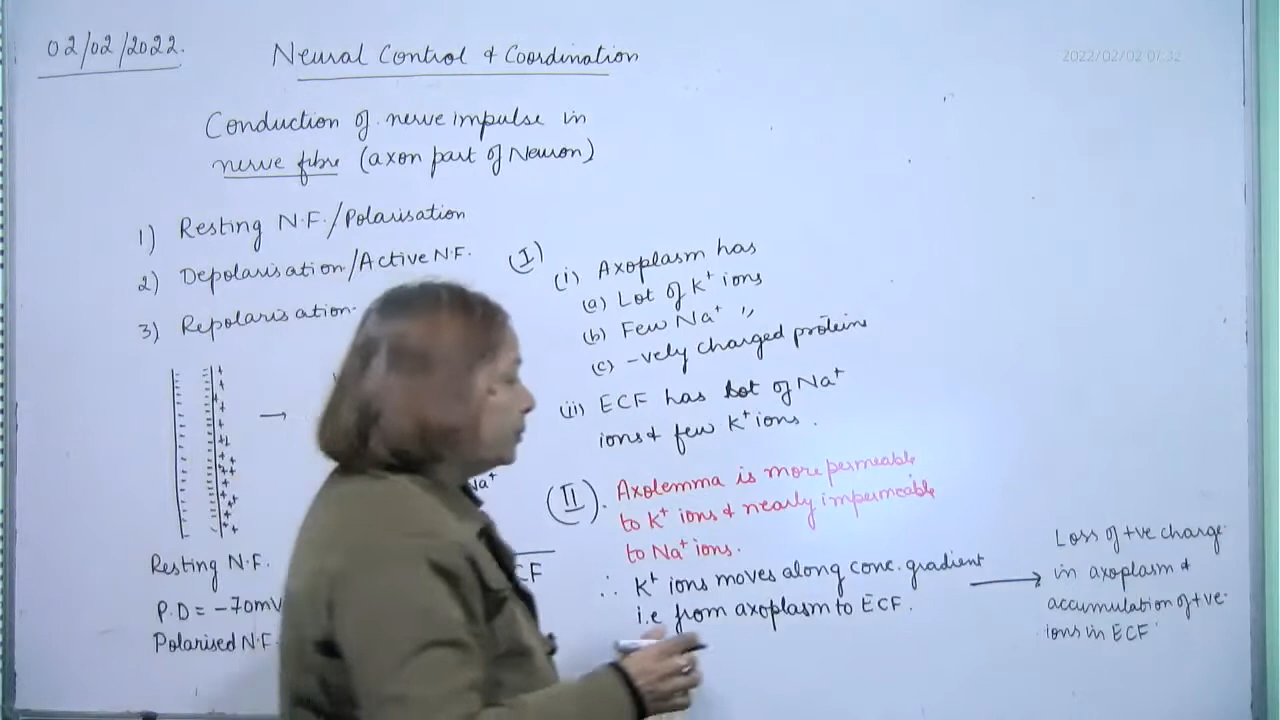 02/02/2022.
Neural Control & Coordination
2022/02/02 07:32
Conduction of nerve impulse in
nerve fibre (axon part of Neuron)
1) Resting N.F./Polarisation
2) Depolarisation/Active N.F.
3) Repolarisation.
Resting N.F.
P.D = -70mV
Polarised N.F.
Na+
CF
(I)
(i) Axoplasm has
(a) Lot of K+ ions
(b) Few Na+ "
(c) -vely charged proteins
(ii) ECF has lot of Na+
ions & few K+ ions.
(II). Axolemma is more permeable
to K+ ions & nearly impermeable
to Na+ ions.
∴ K+ ions moves along conc. gradient
i.e from axoplasm to ECF.
→ Loss of +ve charge
in axoplasm &
accumulation of +ve
ions in ECF